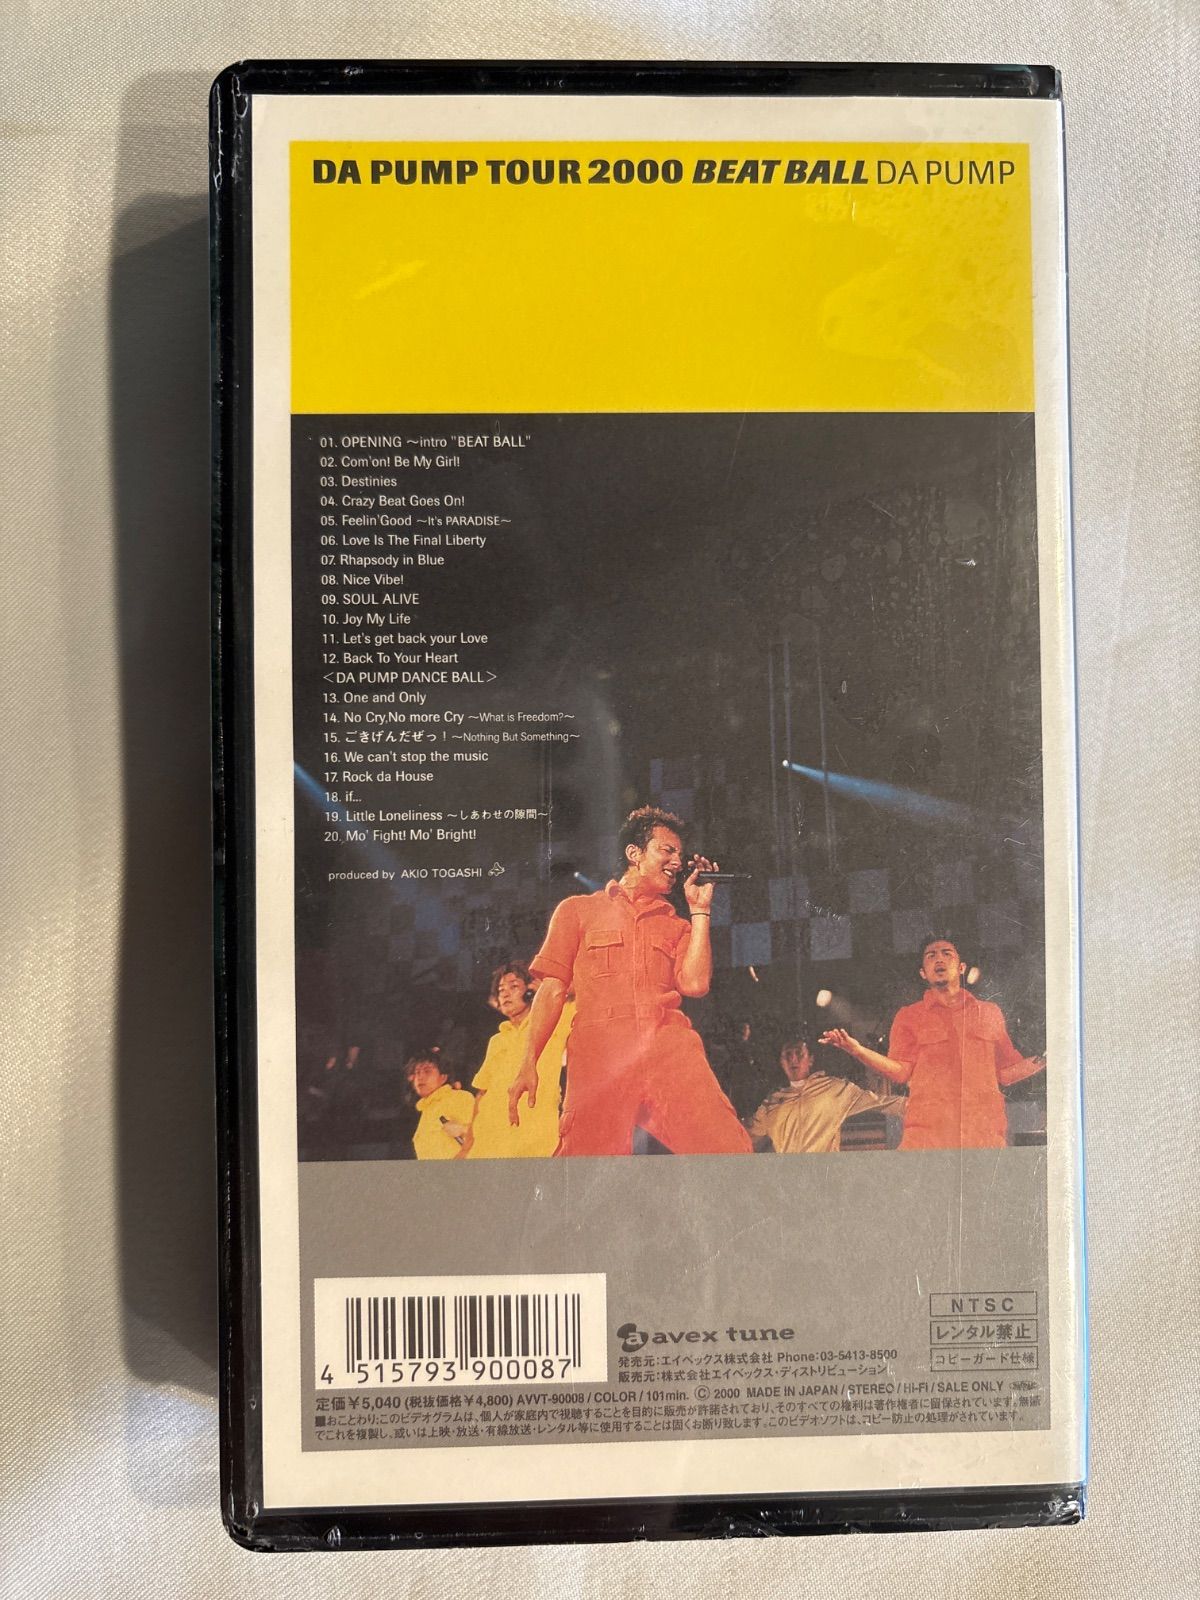 DA PUMP TOUR 2000 BEAT BALL DA PUMP
01. OPENING ～intro "BEAT BALL"
02. Com'on! Be My Girl!
03. Destinies
04. Crazy Beat Goes On!
05. Feelin'Good ～It's PARADISE～
06. Love Is The Final Liberty
07. Rhapsody in Blue
08. Nice Vibe!
09. SOUL ALIVE
10. Joy My Life
11. Let's get back your Love
12. Back To Your Heart
＜DA PUMP DANCE BALL＞
13. One and Only
14. No Cry,No more Cry ～What is Freedom?～
15. ごきげんだぜっ！～Nothing But Something～
16. We can't stop the music
17. Rock da House
18. if...
19. Little Loneliness ～しあわせの隙間～
20. Mo' Fight! Mo' Bright!
produced by AKIO TOGASHI
4 515793 900087
a avex tune
発売元:エイベックス株式会社 Phone:03-5413-8500
販売元:株式会社エイベックス・ディストリビューション
NTSC
レンタル禁止
コピーガード仕様
定価￥5,040 (税抜価格￥4,800) AVVT-90008 / COLOR / 101min. Ⓒ 2000 MADE IN JAPAN / STEREO / HI-FI / SALE ONLY
■おことわり:このビデオグラムは、個人が家庭内で視聴することを目的に販売が許諾されており、そのすべての権利は著作権者に留保されています。無断
でこれを複製し、或いは上映・放送・有線放送・レンタル等に使用することは固くお断り致します。このビデオソフトは、コピー防止の処理がされています。